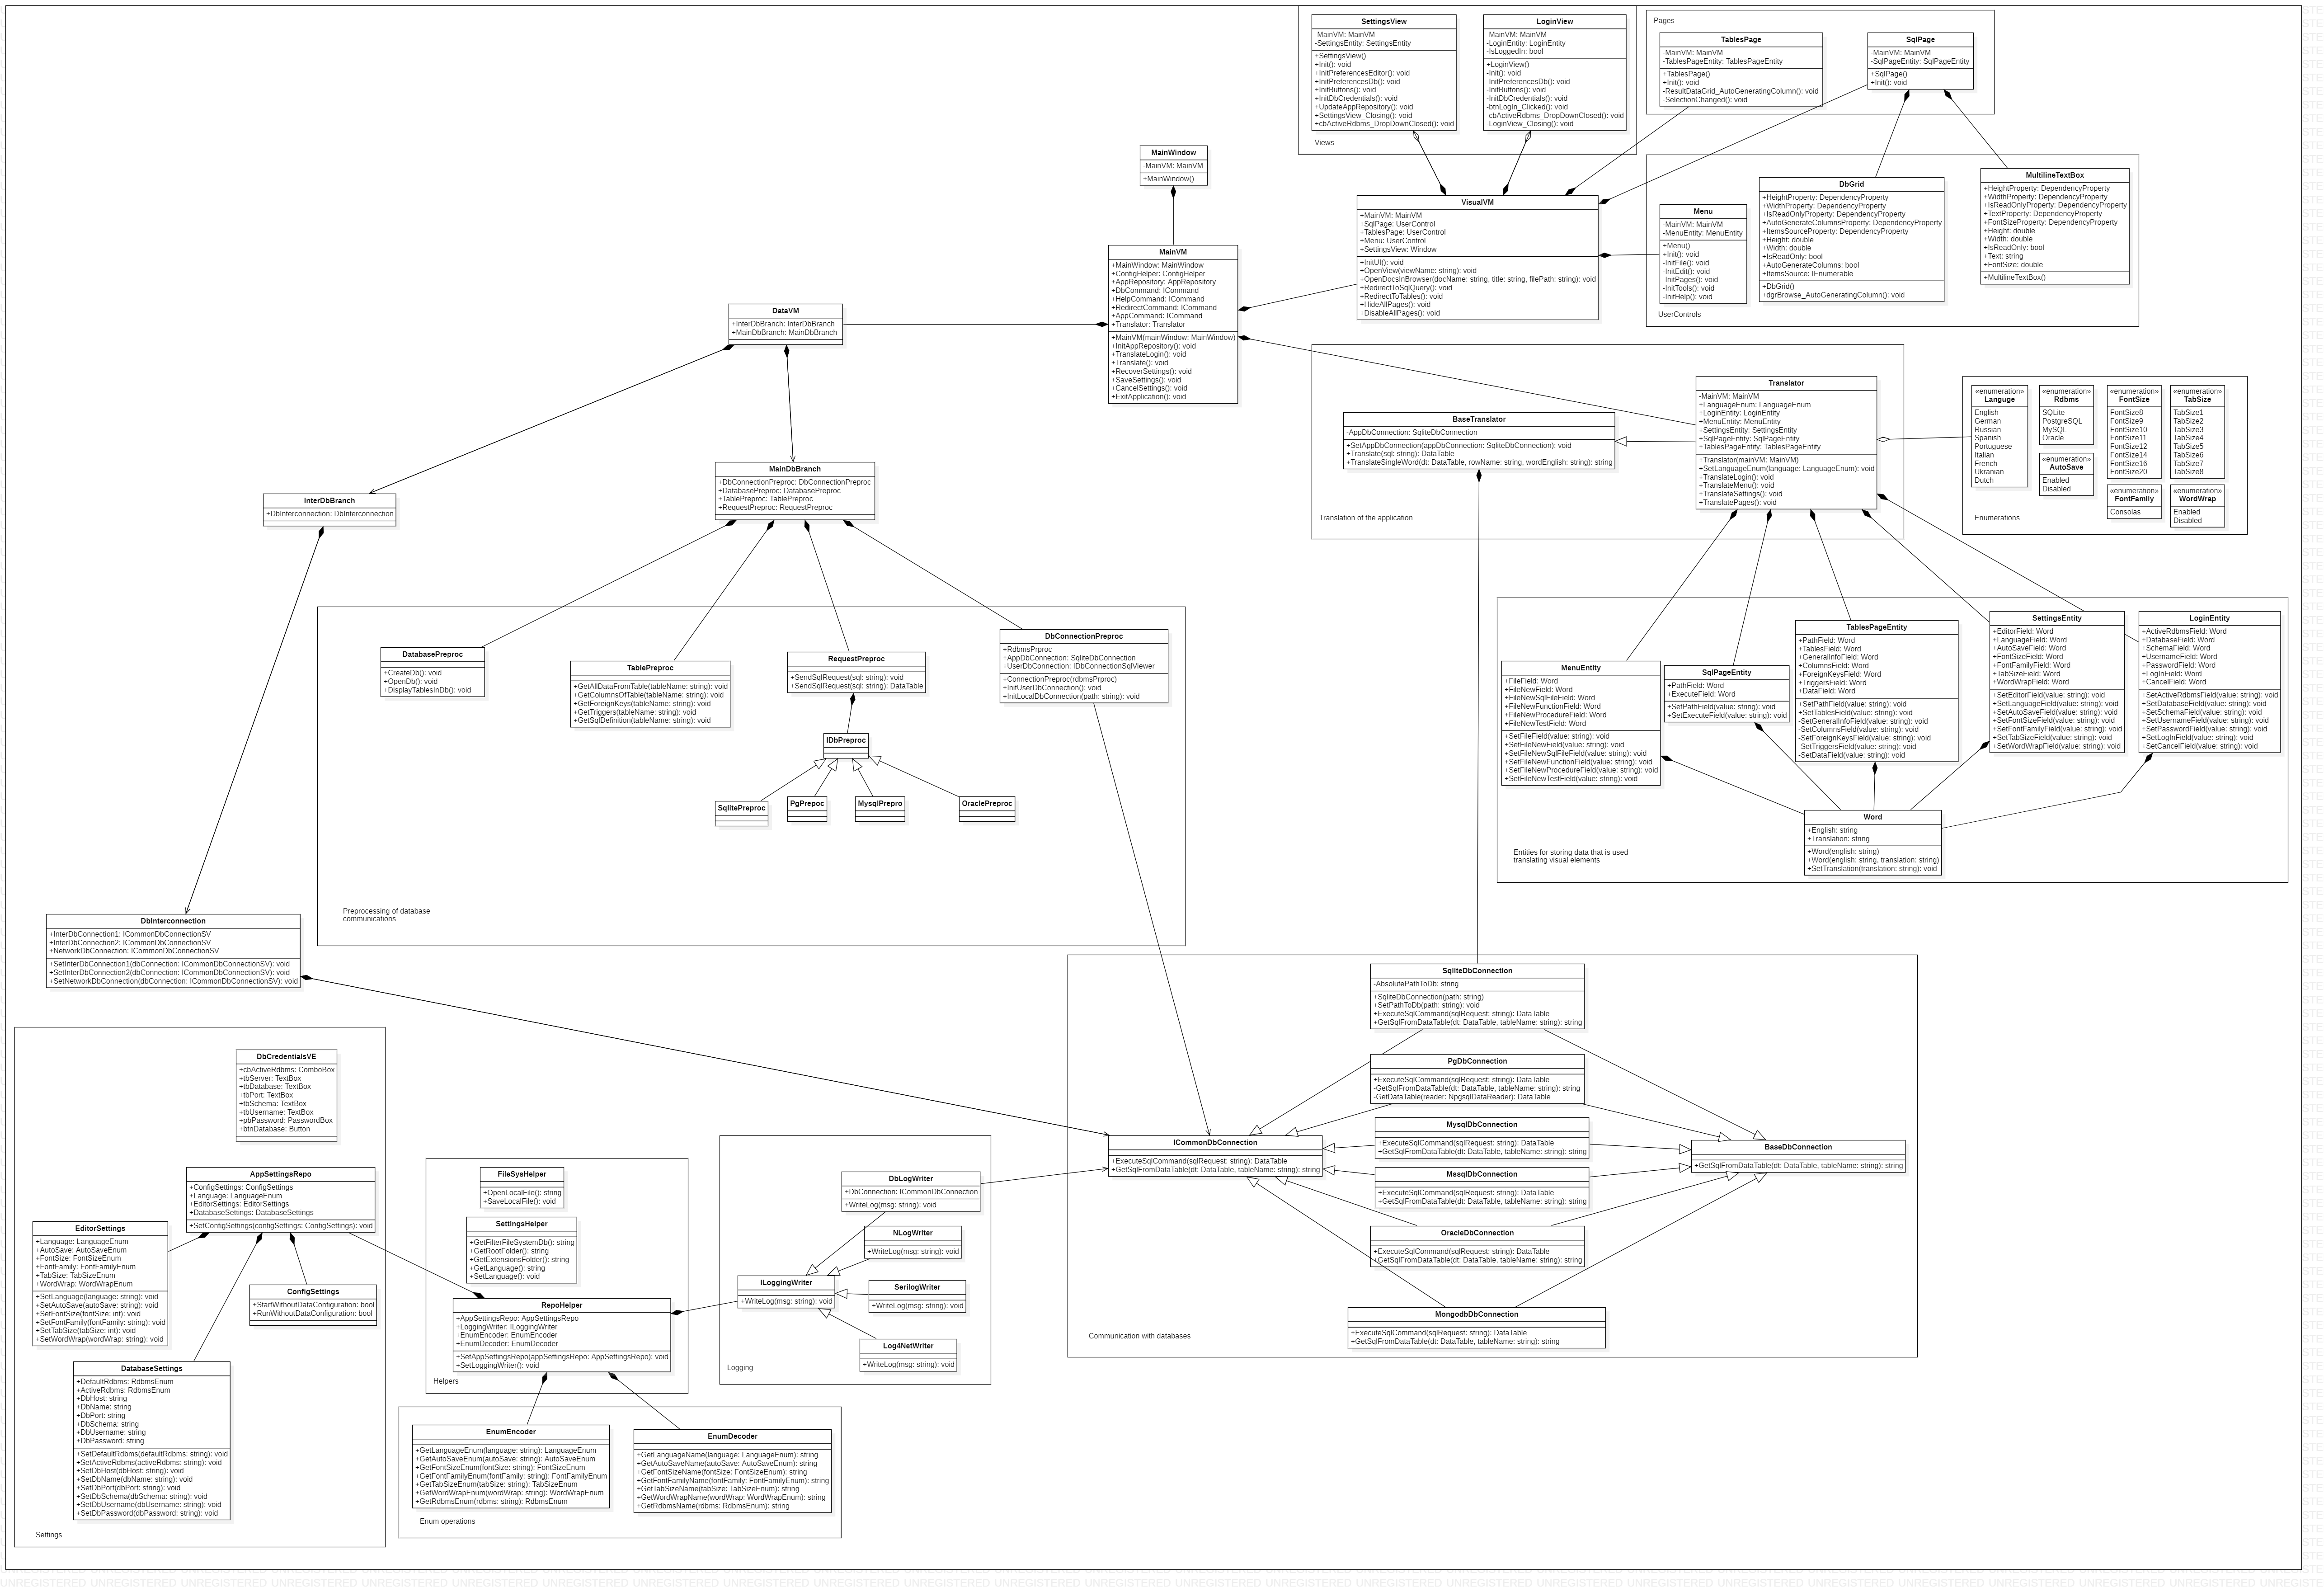 SettingsView
-MainVM: MainVM
-SettingsEntity: SettingsEntity
+SettingsView()
+Init(): void
+InitPreferencesEditor(): void
+InitPreferencesDb(): void
+InitButtons(): void
+InitDbCredentials(): void
+UpdateAppRepository(): void
+SettingsView_Closing(): void
+cbActiveRdbms_DropDownClosed(): void
LoginView
-MainVM: MainVM
-LoginEntity: LoginEntity
-IsLoggedIn: bool
+LoginView()
-Init(): void
-InitPreferencesDb(): void
-InitButtons(): void
-InitDbCredentials(): void
-btnLogIn_Clicked(): void
-cbActiveRdbms_DropDownClosed(): void
-LoginView_Closing(): void
Views
Pages
TablesPage
-MainVM: MainVM
-TablesPageEntity: TablesPageEntity
+TablesPage()
+Init(): void
-ResultDataGrid_AutoGeneratingColumn(): void
-SelectionChanged(): void
SqlPage
-MainVM: MainVM
-SqlPageEntity: SqlPageEntity
+SqlPage()
+Init(): void
MainWindow
-MainVM: MainVM
+MainWindow()
VisualVM
+MainVM: MainVM
+SqlPage: UserControl
+TablesPage: UserControl
+Menu: UserControl
+SettingsView: Window
+InitUI(): void
+OpenView(viewName: string): void
+OpenDocsInBrowser(docName: string, title: string, filePath: string): void
+RedirectToSqlQuery(): void
+RedirectToTables(): void
+HideAllPages(): void
+DisableAllPages(): void
Menu
-MainVM: MainVM
-MenuEntity: MenuEntity
+Menu()
+Init(): void
-InitFile(): void
-InitEdit(): void
-InitPages(): void
-InitTools(): void
-InitHelp(): void
DbGrid
+HeightProperty: DependencyProperty
+WidthProperty: DependencyProperty
+IsReadOnlyProperty: DependencyProperty
+AutoGenerateColumnsProperty: DependencyProperty
+ItemsSourceProperty: DependencyProperty
+Height: double
+Width: double
+IsReadOnly: bool
+AutoGenerateColumns: bool
+ItemsSource: IEnumerable
+DbGrid()
+dgrBrowse_AutoGeneratingColumn(): void
MultilineTextBox
+HeightProperty: DependencyProperty
+WidthProperty: DependencyProperty
+IsReadOnlyProperty: DependencyProperty
+TextProperty: DependencyProperty
+FontSizeProperty: DependencyProperty
+Height: double
+Width: double
+IsReadOnly: bool
+Text: string
+FontSize: double
+MultilineTextBox()
UserControls
MainVM
+MainWindow: MainWindow
+ConfigHelper: ConfigHelper
+AppRepository: AppRepository
+DbCommand: ICommand
+HelpCommand: ICommand
+RedirectCommand: ICommand
+AppCommand: ICommand
+Translator: Translator
+MainVM(mainWindow: MainWindow)
+InitAppRepository(): void
+TranslateLogin(): void
+Translate(): void
+RecoverSettings(): void
+SaveSettings(): void
+CancelSettings(): void
+ExitApplication(): void
DataVM
+InterDbBranch: InterDbBranch
+MainDbBranch: MainDbBranch
BaseTranslator
-AppDbConnection: SqliteDbConnection
+SetAppDbConnection(appDbConnection: SqliteDbConnection): void
+Translate(sql: string): DataTable
+TranslateSingleWord(dt: DataTable, rowName: string, wordEnglish: string): string
Translator
-MainVM: MainVM
+LanguageEnum: LanguageEnum
+LoginEntity: LoginEntity
+MenuEntity: MenuEntity
+SettingsEntity: SettingsEntity
+SqlPageEntity: SqlPageEntity
+TablesPageEntity: TablesPageEntity
+Translator(mainVM: MainVM)
+SetLanguageEnum(language: LanguageEnum): void
+TranslateLogin(): void
+TranslateMenu(): void
+TranslateSettings(): void
+TranslatePages(): void
Translation of the application
«enumeration»
Languge
English
German
Russian
Spanish
Portuguese
Italian
French
Ukranian
Dutch
«enumeration»
Rdbms
SQLite
PostgreSQL
MySQL
Oracle
«enumeration»
AutoSave
Enabled
Disabled
«enumeration»
FontSize
FontSize8
FontSize9
FontSize10
FontSize11
FontSize12
FontSize14
FontSize16
FontSize20
«enumeration»
TabSize
TabSize1
TabSize2
TabSize3
TabSize4
TabSize5
TabSize6
TabSize7
TabSize8
«enumeration»
FontFamily
Consolas
«enumeration»
WordWrap
Enabled
Disabled
Enumerations
InterDbBranch
+DbInterconnection: DbInterconnection
MainDbBranch
+DbConnectionPreproc: DbConnectionPreproc
+DatabasePreproc: DatabasePreproc
+TablePreproc: TablePreproc
+RequestPreproc: RequestPreproc
DatabasePreproc
+CreateDb(): void
+OpenDb(): void
+DisplayTablesInDb(): void
TablePreproc
+GetAllDataFromTable(tableName: string): void
+GetColumnsOfTable(tableName: string): void
+GetForeignKeys(tableName: string): void
+GetTriggers(tableName: string): void
+GetSqlDefinition(tableName: string): void
RequestPreproc
+SendSqlRequest(sql: string): void
+SendSqlRequest(sql: string): DataTable
DbConnectionPreproc
+RdbmsPrproc
+AppDbConnection: SqliteDbConnection
+UserDbConnection: IDbConnectionSqlViewer
+ConnectionPreproc(rdbmsPrproc)
+InitUserDbConnection(): void
+InitLocalDbConnection(path: string): void
IDbPreproc
SqlitePreproc
PgPrepoc
MysqlPrepro
OraclePreproc
Preprocessing of database
communications
MenuEntity
+FileField: Word
+FileNewField: Word
+FileNewSqlFileField: Word
+FileNewFunctionField: Word
+FileNewProcedureField: Word
+FileNewTestField: Word
+SetFileField(value: string): void
+SetFileNewField(value: string): void
+SetFileNewSqlFileField(value: string): void
+SetFileNewFunctionField(value: string): void
+SetFileNewProcedureField(value: string): void
+SetFileNewTestField(value: string): void
SqlPageEntity
+PathField: Word
+ExecuteField: Word
+SetPathField(value: string): void
+SetExecuteField(value: string): void
TablesPageEntity
+PathField: Word
+TablesField: Word
+GeneralInfoField: Word
+ColumnsField: Word
+ForeignKeysField: Word
+TriggersField: Word
+DataField: Word
+SetPathField(value: string): void
+SetTablesField(value: string): void
-SetGeneralInfoField(value: string): void
-SetColumnsField(value: string): void
-SetForeignKeysField(value: string): void
-SetTriggersField(value: string): void
-SetDataField(value: string): void
SettingsEntity
+EditorField: Word
+LanguageField: Word
+AutoSaveField: Word
+FontSizeField: Word
+FontFamilyField: Word
+TabSizeField: Word
+WordWrapField: Word
+SetEditorField(value: string): void
+SetLanguageField(value: string): void
+SetAutoSaveField(value: string): void
+SetFontSizeField(value: string): void
+SetFontFamilyField(value: string): void
+SetTabSizeField(value: string): void
+SetWordWrapField(value: string): void
LoginEntity
+ActiveRdbmsField: Word
+DatabaseField: Word
+SchemaField: Word
+UsernameField: Word
+PasswordField: Word
+LogInField: Word
+CancelField: Word
+SetActiveRdbmsField(value: string): void
+SetDatabaseField(value: string): void
+SetSchemaField(value: string): void
+SetUsernameField(value: string): void
+SetPasswordField(value: string): void
+SetLogInField(value: string): void
+SetCancelField(value: string): void
Word
+English: string
+Translation: string
+Word(english: string)
+Word(english: string, translation: string)
+SetTranslation(translation: string): void
Entities for storing data that is used
translating visual elements
DbInterconnection
+InterDbConnection1: ICommonDbConnectionSV
+InterDbConnection2: ICommonDbConnectionSV
+NetworkDbConnection: ICommonDbConnectionSV
+SetInterDbConnection1(dbConnection: ICommonDbConnectionSV): void
+SetInterDbConnection2(dbConnection: ICommonDbConnectionSV): void
+SetNetworkDbConnection(dbConnection: ICommonDbConnectionSV): void
SqliteDbConnection
-AbsolutePathToDb: string
+SqliteDbConnection(path: string)
+SetPathToDb(path: string): void
+ExecuteSqlCommand(sqlRequest: string): DataTable
+GetSqlFromDataTable(dt: DataTable, tableName: string): string
PgDbConnection
+ExecuteSqlCommand(sqlRequest: string): DataTable
-GetSqlFromDataTable(dt: DataTable, tableName: string): string
-GetDataTable(reader: NpgsqlDataReader): DataTable
MysqlDbConnection
+ExecuteSqlCommand(sqlRequest: string): DataTable
+GetSqlFromDataTable(dt: DataTable, tableName: string): string
ICommonDbConnection
+ExecuteSqlCommand(sqlRequest: string): DataTable
+GetSqlFromDataTable(dt: DataTable, tableName: string): string
BaseDbConnection
+GetSqlFromDataTable(dt: DataTable, tableName: string): string
MssqlDbConnection
+ExecuteSqlCommand(sqlRequest: string): DataTable
+GetSqlFromDataTable(dt: DataTable, tableName: string): string
OracleDbConnection
+ExecuteSqlCommand(sqlRequest: string): DataTable
+GetSqlFromDataTable(dt: DataTable, tableName: string): string
MongodbDbConnection
+ExecuteSqlCommand(sqlRequest: string): DataTable
+GetSqlFromDataTable(dt: DataTable, tableName: string): string
Communication with databases
DbCredentialsVE
+cbActiveRdbms: ComboBox
+tbServer: TextBox
+tbDatabase: TextBox
+tbPort: TextBox
+tbSchema: TextBox
+tbUsername: TextBox
+pbPassword: PasswordBox
+btnDatabase: Button
AppSettingsRepo
+ConfigSettings: ConfigSettings
+Language: LanguageEnum
+EditorSettings: EditorSettings
+DatabaseSettings: DatabaseSettings
+SetConfigSettings(configSettings: ConfigSettings): void
EditorSettings
+Language: LanguageEnum
+AutoSave: AutoSaveEnum
+FontSize: FontSizeEnum
+FontFamily: FontFamilyEnum
+TabSize: TabSizeEnum
+WordWrap: WordWrapEnum
+SetLanguage(language: string): void
+SetAutoSave(autoSave: string): void
+SetFontSize(fontSize: int): void
+SetFontFamily(fontFamily: string): void
+SetTabSize(tabSize: int): void
+SetWordWrap(wordWrap: string): void
ConfigSettings
+StartWithoutDataConfiguration: bool
+RunWithoutDataConfiguration: bool
DatabaseSettings
+DefaultRdbms: RdbmsEnum
+ActiveRdbms: RdbmsEnum
+DbHost: string
+DbName: string
+DbPort: string
+DbSchema: string
+DbUsername: string
+DbPassword: string
+SetDefaultRdbms(defaultRdbms: string): void
+SetActiveRdbms(activeRdbms: string): void
+SetDbHost(dbHost: string): void
+SetDbName(dbName: string): void
+SetDbPort(dbPort: string): void
+SetDbSchema(dbSchema: string): void
+SetDbUsername(dbUsername: string): void
+SetDbPassword(dbPassword: string): void
Settings
FileSysHelper
+OpenLocalFile(): string
+SaveLocalFile(): void
SettingsHelper
+GetFilterFileSystemDb(): string
+GetRootFolder(): string
+GetExtensionsFolder(): string
+GetLanguage(): string
+SetLanguage(): void
RepoHelper
+AppSettingsRepo: AppSettingsRepo
+LoggingWriter: ILoggingWriter
+EnumEncoder: EnumEncoder
+EnumDecoder: EnumDecoder
+SetAppSettingsRepo(appSettingsRepo: AppSettingsRepo): void
+SetLoggingWriter(): void
Helpers
DbLogWriter
+DbConnection: ICommonDbConnection
+WriteLog(msg: string): void
NLogWriter
+WriteLog(msg: string): void
ILoggingWriter
+WriteLog(msg: string): void
SerilogWriter
+WriteLog(msg: string): void
Log4NetWriter
+WriteLog(msg: string): void
Logging
EnumEncoder
+GetLanguageEnum(language: string): LanguageEnum
+GetAutoSaveEnum(autoSave: string): AutoSaveEnum
+GetFontSizeEnum(fontSize: string): FontSizeEnum
+GetFontFamilyEnum(fontFamily: string): FontFamilyEnum
+GetTabSizeEnum(tabSize: string): TabSizeEnum
+GetWordWrapEnum(wordWrap: string): WordWrapEnum
+GetRdbmsEnum(rdbms: string): RdbmsEnum
EnumDecoder
+GetLanguageName(language: LanguageEnum): string
+GetAutoSaveName(autoSave: AutoSaveEnum): string
+GetFontSizeName(fontSize: FontSizeEnum): string
+GetFontFamilyName(fontFamily: FontFamilyEnum): string
+GetTabSizeName(tabSize: TabSizeEnum): string
+GetWordWrapName(wordWrap: WordWrapEnum): string
+GetRdbmsName(rdbms: RdbmsEnum): string
Enum operations